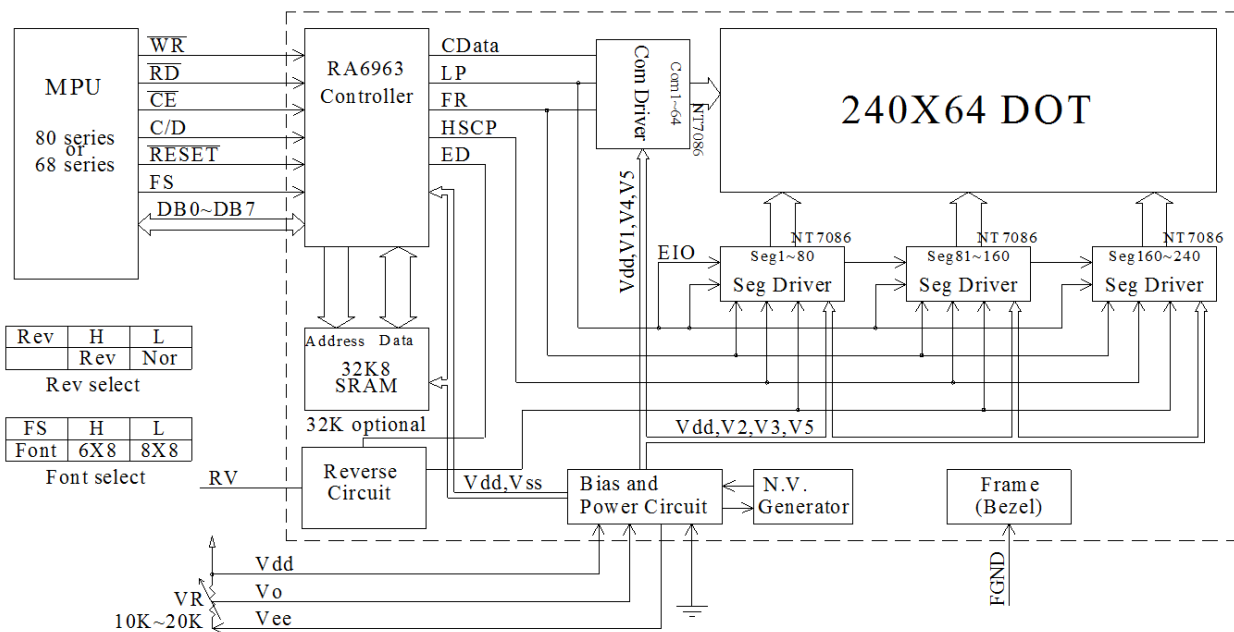 MPU
80 series
or
68 series
WR
RD
CE
C/D
RESET
FS
DB0~DB7
RA6963
Controller
CData
LP
FR
HSCP
ED
Com Driver
Com1~64
NT7086
240X64 DOT
Vdd,V1,V4,V5
EIO
NT7086
Seg1~80
Seg Driver
NT7086
Seg81~160
Seg Driver
NT7086
Seg160~240
Seg Driver
Address Data
32K8
SRAM
32K optional
Rev H L
Rev Nor
Rev select
FS H L
Font 6X8 8X8
Font select
RV
Reverse
Circuit
Vdd,Vss
Vdd,V2,V3,V5
Bias and
Power Circuit
N.V.
Generator
Frame
(Bezel)
FGND
Vdd
Vo
Vee
VR
10K~20K